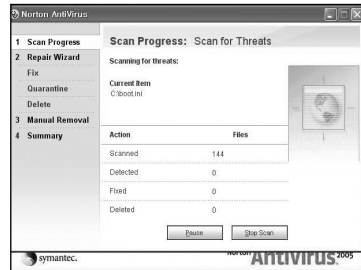 Norton AntiVirus
1 Scan Progress
2 Repair Wizard
Fix
Quarantine
Delete
3 Manual Removal
4 Summary
Scan Progress: Scan for Threats
Scanning for threats:
Current Item
C:\boot.ini
Action Files
Scanned 144
Detected 0
Fixed 0
Deleted 0
Pause Stop Scan
symantec.
Norton
AntiVirus 2005